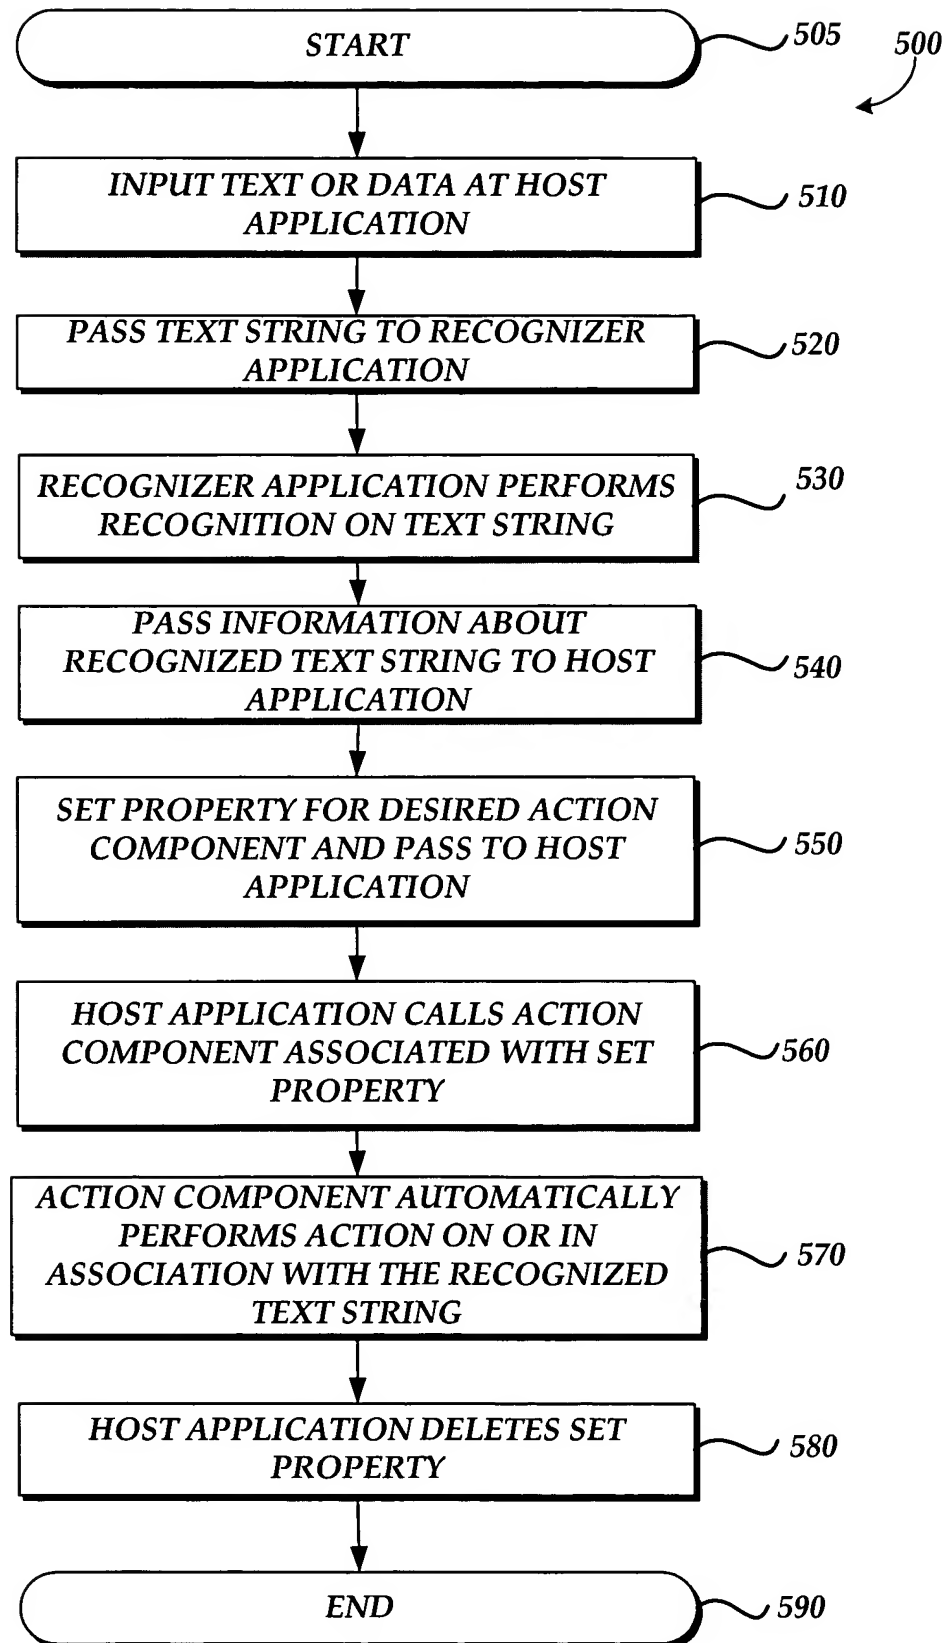 START
505
500
INPUT TEXT OR DATA AT HOST
APPLICATION
510
PASS TEXT STRING TO RECOGNIZER
APPLICATION
520
RECOGNIZER APPLICATION PERFORMS
RECOGNITION ON TEXT STRING
530
PASS INFORMATION ABOUT
RECOGNIZED TEXT STRING TO HOST
APPLICATION
540
SET PROPERTY FOR DESIRED ACTION
COMPONENT AND PASS TO HOST
APPLICATION
550
HOST APPLICATION CALLS ACTION
COMPONENT ASSOCIATED WITH SET
PROPERTY
560
ACTION COMPONENT AUTOMATICALLY
PERFORMS ACTION ON OR IN
ASSOCIATION WITH THE RECOGNIZED
TEXT STRING
570
HOST APPLICATION DELETES SET
PROPERTY
580
END
590